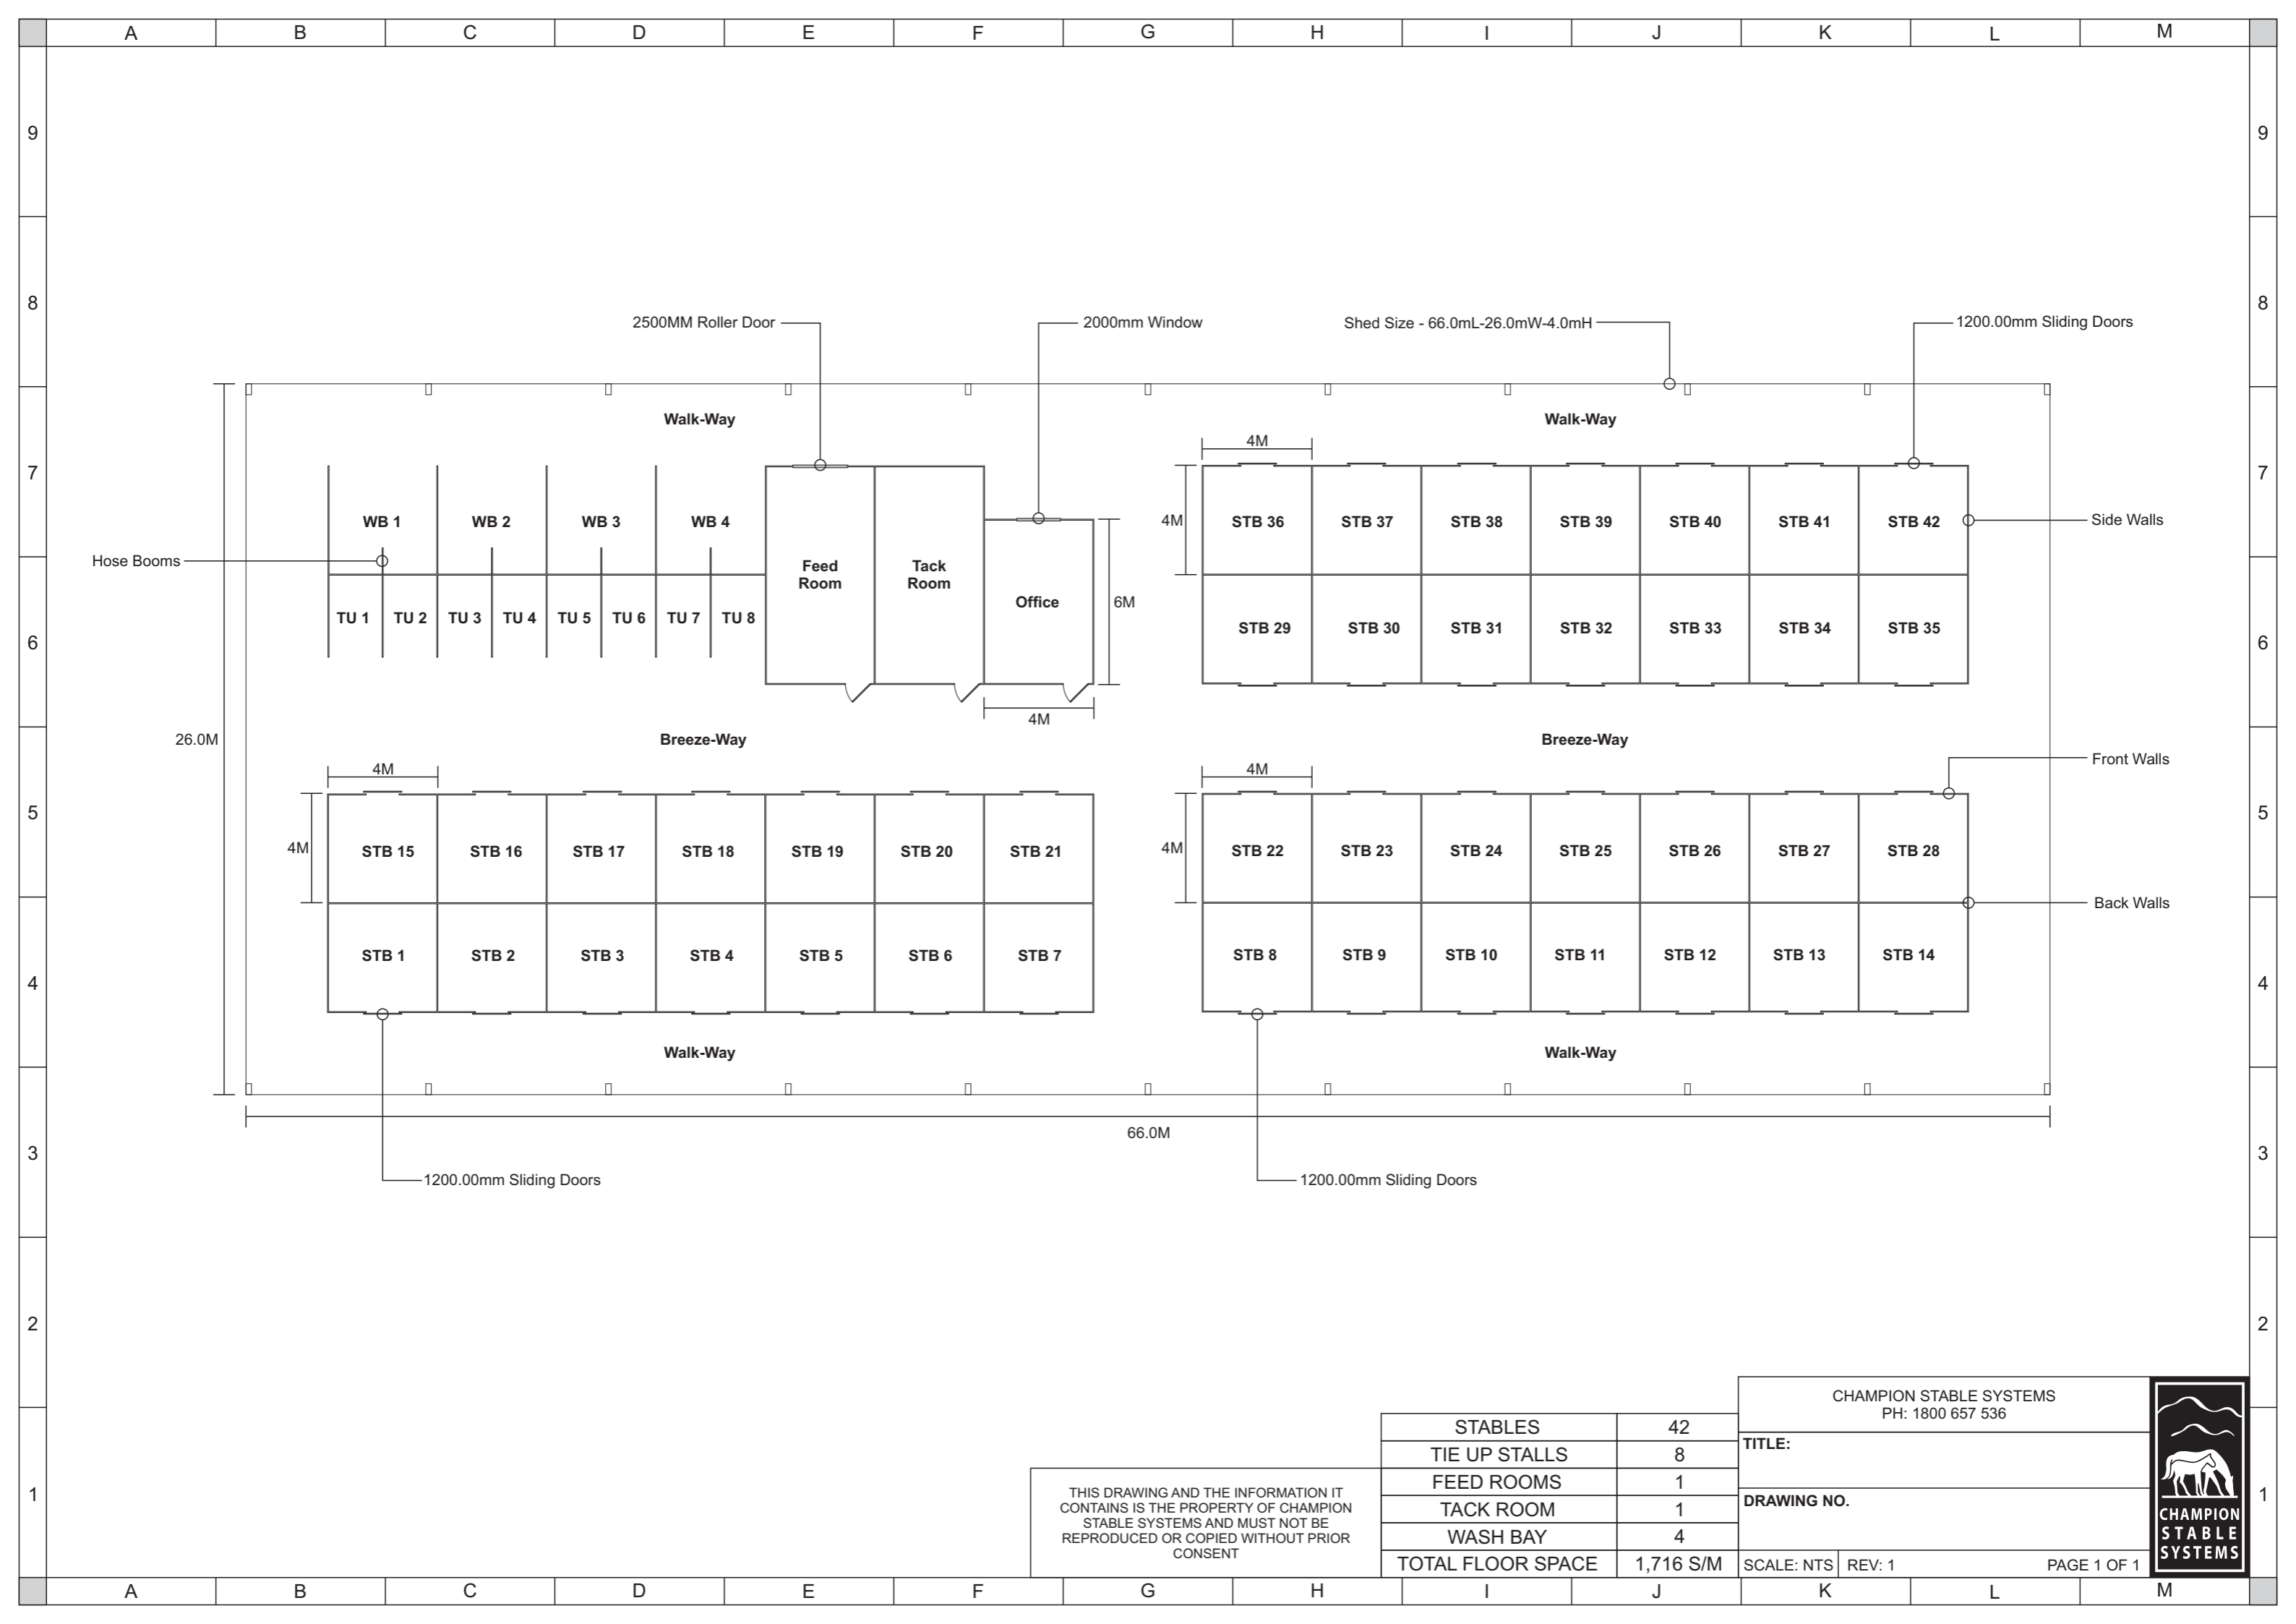 A B C D E F G H I J K L M
9 9
8 8
2500MM Roller Door 2000mm Window Shed Size - 66.0mL-26.0mW-4.0mH 1200.00mm Sliding Doors
Walk-Way Walk-Way
4M
7 7
WB 1 WB 2 WB 3 WB 4 4M STB 36 STB 37 STB 38 STB 39 STB 40 STB 41 STB 42 Side Walls
Hose Booms
Feed
Room
Tack
Room
Office 6M
TU 1 TU 2 TU 3 TU 4 TU 5 TU 6 TU 7 TU 8
STB 29 STB 30 STB 31 STB 32 STB 33 STB 34 STB 35
6 6
4M
26.0M Breeze-Way Breeze-Way
Front Walls
4M 4M
5 5
4M STB 15 STB 16 STB 17 STB 18 STB 19 STB 20 STB 21 4M STB 22 STB 23 STB 24 STB 25 STB 26 STB 27 STB 28
Back Walls
STB 1 STB 2 STB 3 STB 4 STB 5 STB 6 STB 7 STB 8 STB 9 STB 10 STB 11 STB 12 STB 13 STB 14
4 4
Walk-Way Walk-Way
66.0M
3 3
1200.00mm Sliding Doors 1200.00mm Sliding Doors
2 2
1 1
THIS DRAWING AND THE INFORMATION IT
CONTAINS IS THE PROPERTY OF CHAMPION
STABLE SYSTEMS AND MUST NOT BE
REPRODUCED OR COPIED WITHOUT PRIOR
CONSENT
STABLES 42
TIE UP STALLS 8
FEED ROOMS 1
TACK ROOM 1
WASH BAY 4
TOTAL FLOOR SPACE 1,716 S/M
CHAMPION STABLE SYSTEMS
PH: 1800 657 536
TITLE:
DRAWING NO.
SCALE: NTS REV: 1 PAGE 1 OF 1
CHAMPION
STABLE
SYSTEMS
A B C D E F G H I J K L M